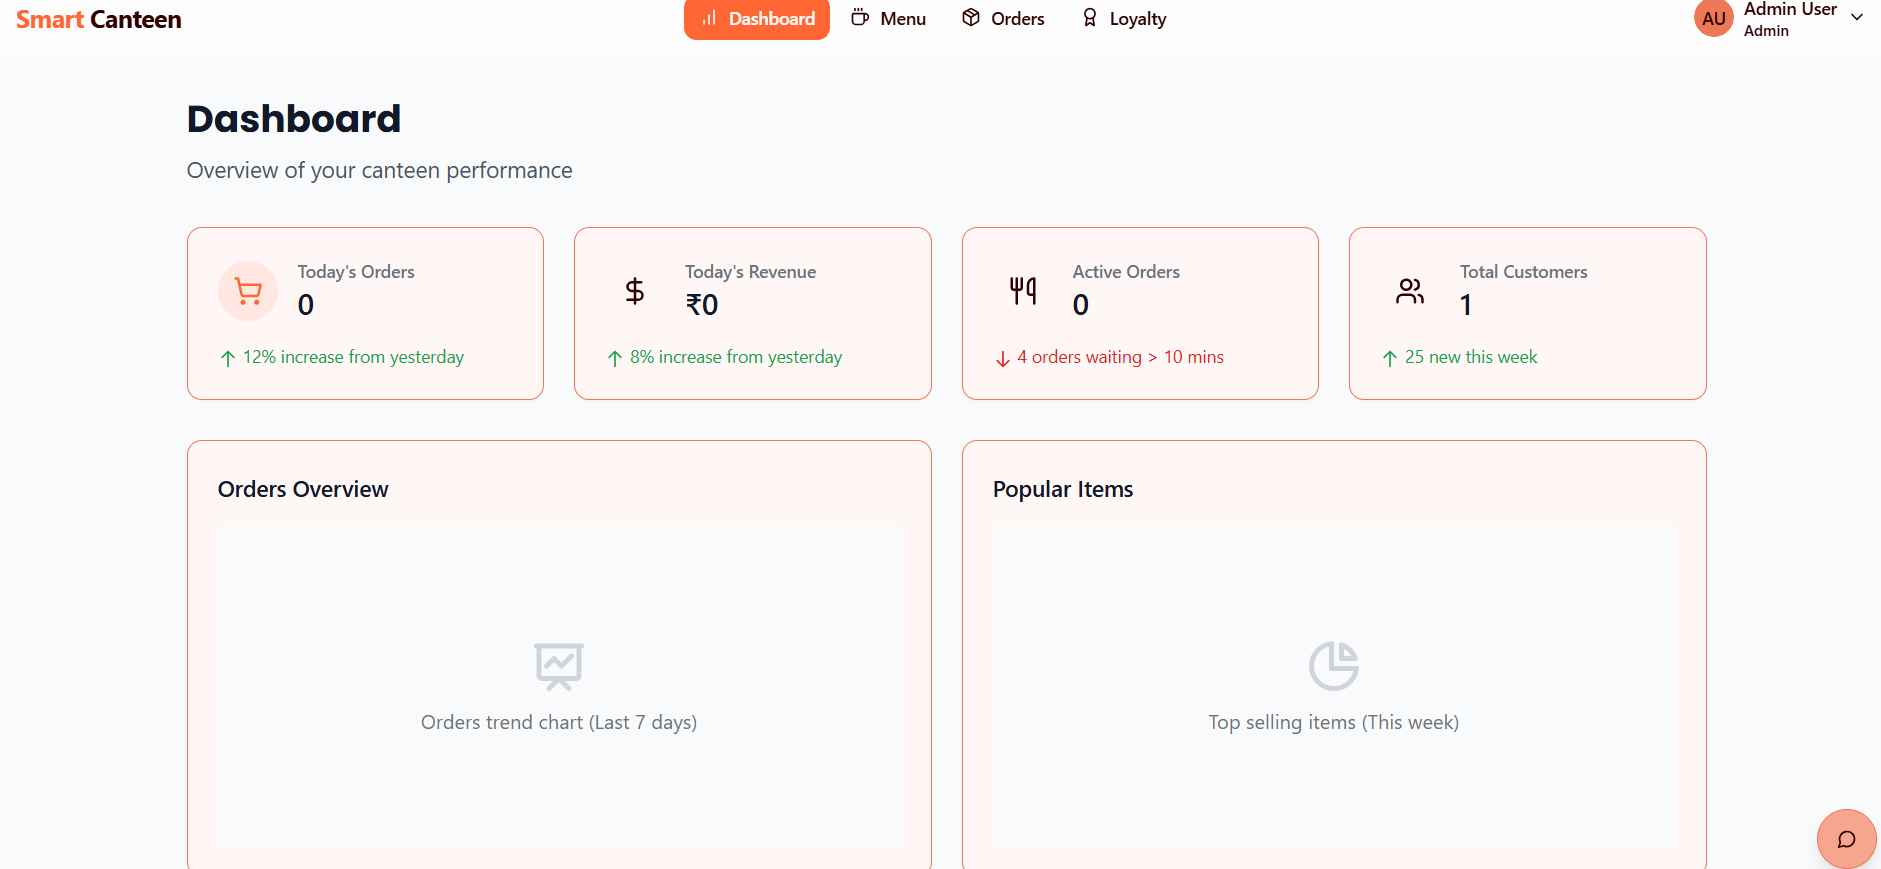 Smart Canteen
Dashboard
Menu
Orders
Loyalty
AU
Admin User
Admin
Dashboard
Overview of your canteen performance
Today's Orders
0
12% increase from yesterday
Today's Revenue
₹0
8% increase from yesterday
Active Orders
0
4 orders waiting > 10 mins
Total Customers
1
25 new this week
Orders Overview
Orders trend chart (Last 7 days)
Popular Items
Top selling items (This week)